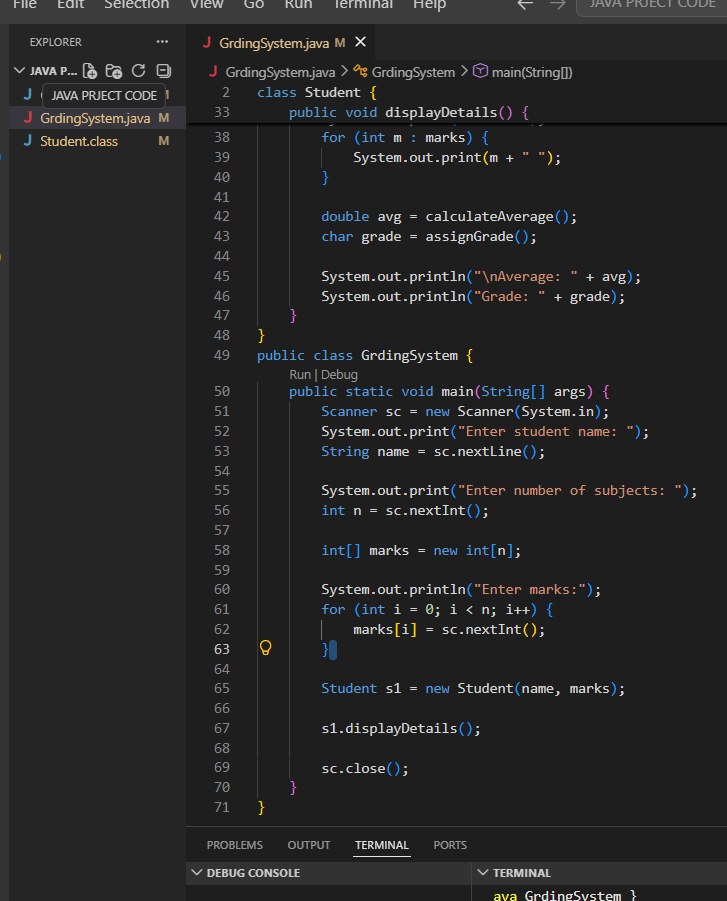 File Edit Selection View Go Run Terminal Help
JAVA PRJECT CODE
EXPLORER
GrdingSystem.java M
JAVA P...
GrdingSystem.java > GrdingSystem > main(String[])
JAVA PRJECT CODE
GrdingSystem.java M
Student.class M
2 class Student {
33 public void displayDetails() {
38 for (int m : marks) {
39 System.out.print(m + " ");
40 }
41
42 double avg = calculateAverage();
43 char grade = assignGrade();
44
45 System.out.println("\nAverage: " + avg);
46 System.out.println("Grade: " + grade);
47 }
48 }
49 public class GrdingSystem {
Run | Debug
50 public static void main(String[] args) {
51 Scanner sc = new Scanner(System.in);
52 System.out.print("Enter student name: ");
53 String name = sc.nextLine();
54
55 System.out.print("Enter number of subjects: ");
56 int n = sc.nextInt();
57
58 int[] marks = new int[n];
59
60 System.out.println("Enter marks:");
61 for (int i = 0; i < n; i++) {
62 marks[i] = sc.nextInt();
63 }
64
65 Student s1 = new Student(name, marks);
66
67 s1.displayDetails();
68
69 sc.close();
70 }
71 }
PROBLEMS OUTPUT TERMINAL PORTS
DEBUG CONSOLE
TERMINAL
ava GrdingSystem }